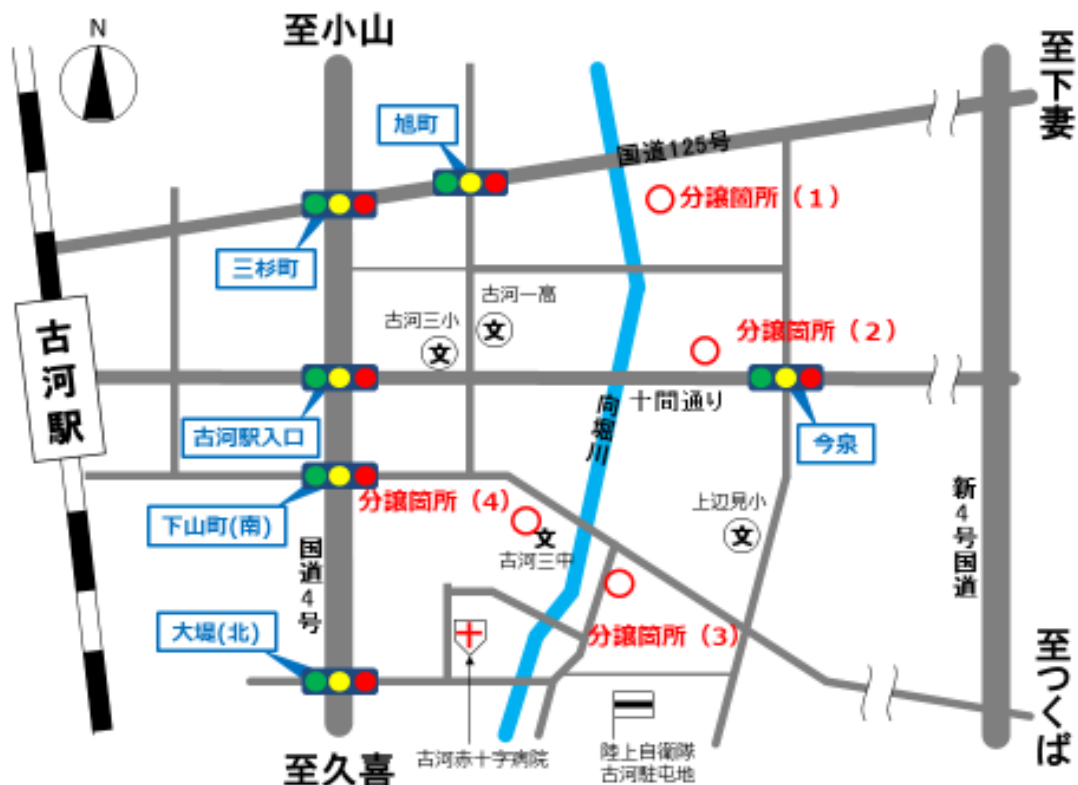 N
至小山
至下妻
旭町
国道125号
分譲箇所（1）
三杉町
古河一高
古河三小
文
文
分譲箇所（2）
古河駅
十間通り
向堀川
古河駅入口
今泉
分譲箇所（4）
上辺見小
文
新4号国道
下山町(南)
文
古河三中
国道4号
大堤(北)
分譲箇所（3）
至つくば
古河赤十字病院
陸上自衛隊
古河駐屯地
至久喜